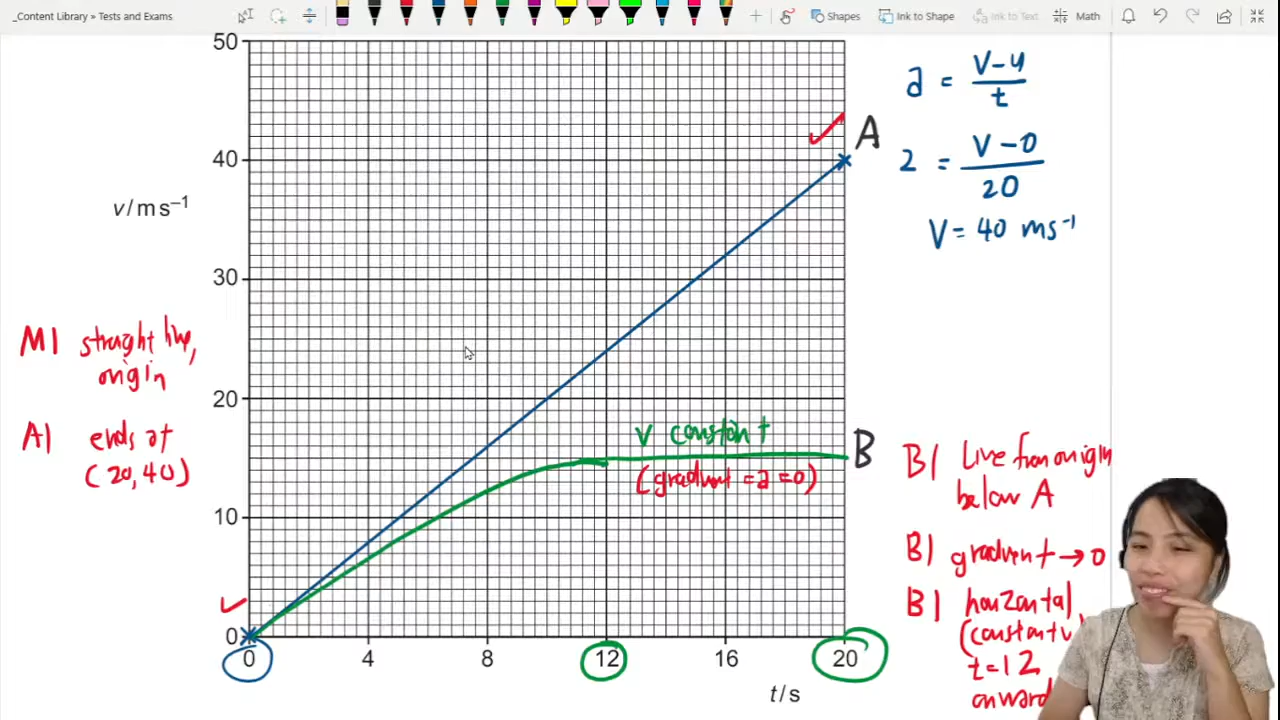 _Content Library » Tests and Exams
Shapes
Ink to Shape
Ink to Text
Math
50
40
30
20
10
0
v/ms⁻¹
0 4 8 12 16 20
t/s
A
B
a = V-u / t
2 = V-0 / 20
V = 40 ms⁻¹
M1 straight line,
origin
A1 ends at
(20,40)
V constant
(gradient = a = 0)
B1 Line from origin
below A
B1 gradient → 0
B1 horizontal
(constant v,
t=12
onward